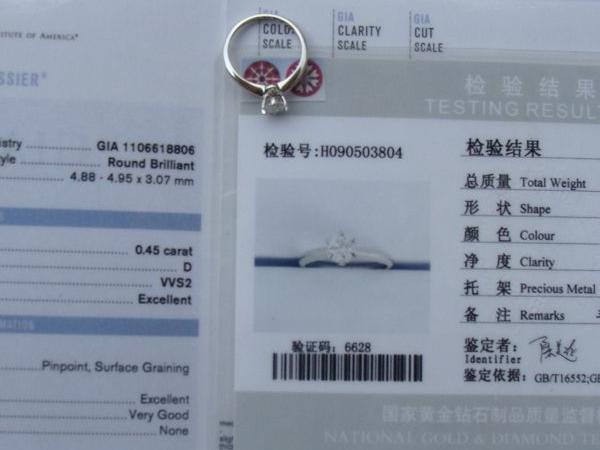 STITUTE OF AMERICA®
SSIER®
istry GIA 1106618806
tyle Round Brilliant
4.88 - 4.95 x 3.07 mm
0.45 carat
D
VVS2
Excellent
MATION
Pinpoint, Surface Graining
Excellent
Very Good
None
GIA
COLOR
SCALE
GIA
CLARITY
SCALE
GIA
CUT
SCALE
检验结果
TESTING RESULT
检验号:H090503804
验证码: 6628
检验结果
总质量 Total Weight
形 状 Shape
颜 色 Colour
净 度 Clarity
托 架 Precious Metal
备 注 Remarks
鉴定者:
Identifier
鉴定依据: GB/T16552;GB
国家黄金钻石制品质量监督
NATIONAL GOLD & DIAMOND TE